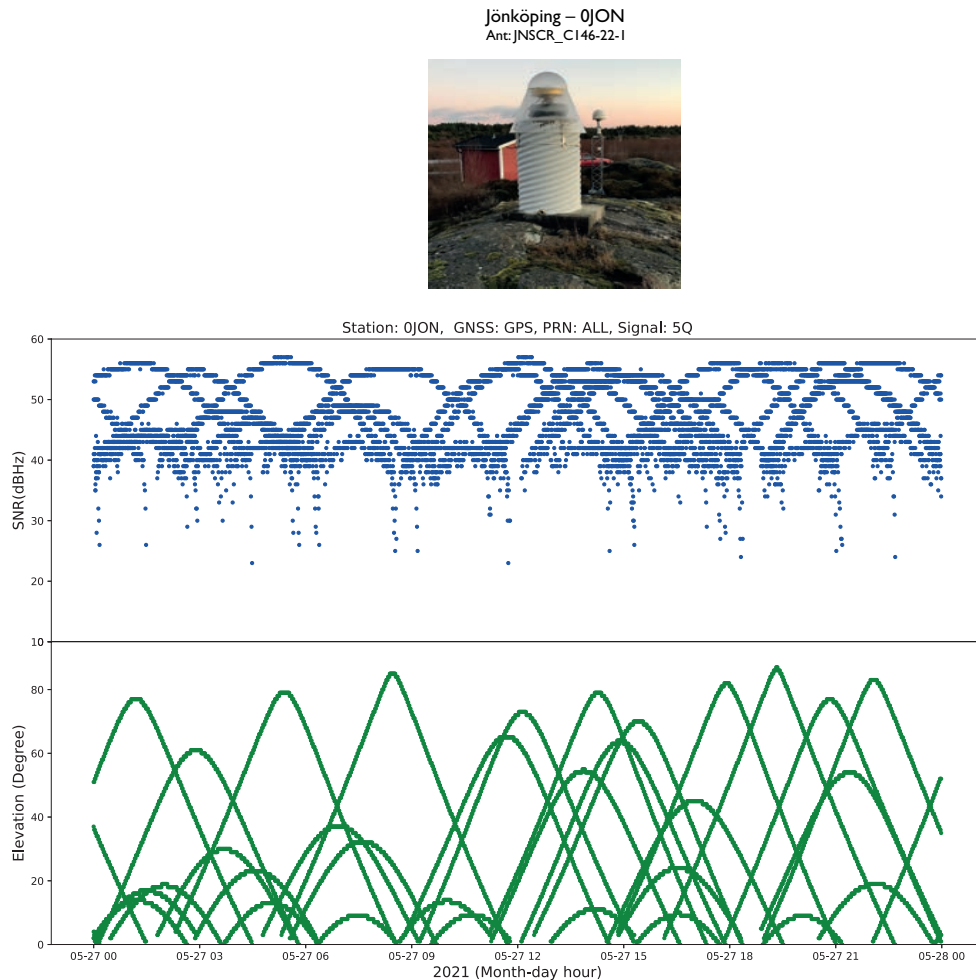 Jönköping – 0JON
Ant: JNSCR_C146-22-1
Station: 0JON, GNSS: GPS, PRN: ALL, Signal: 5Q
SNR(dBHz)
60
50
40
30
20
10
Elevation (Degree)
80
60
40
20
0
05-27 00 05-27 03 05-27 06 05-27 09 05-27 12 05-27 15 05-27 18 05-27 21 05-28 00
2021 (Month-day hour)